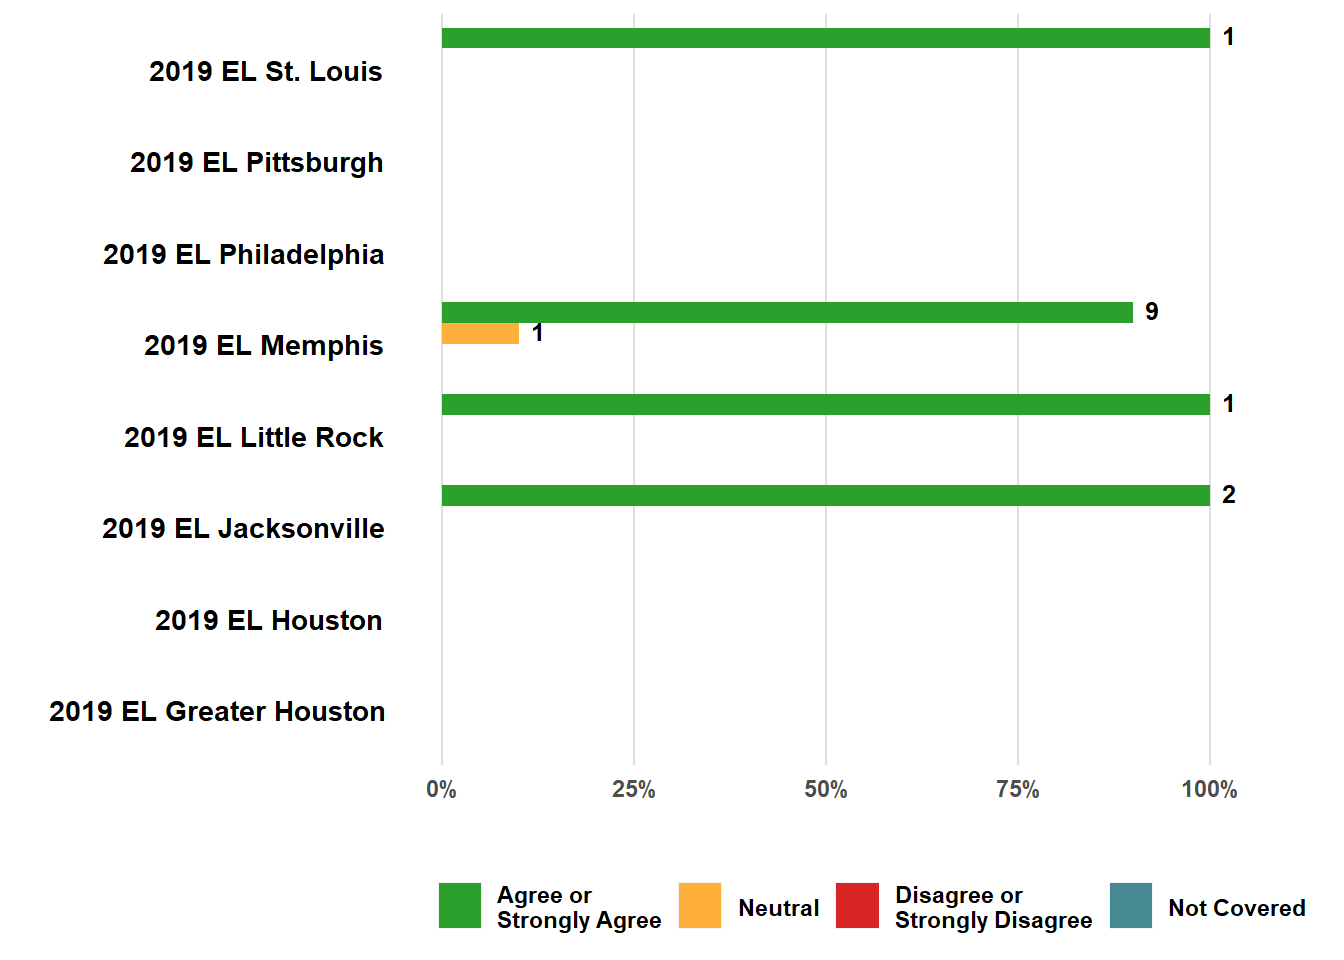 1
2019 EL St. Louis
2019 EL Pittsburgh
2019 EL Philadelphia
9
1
2019 EL Memphis
1
2019 EL Little Rock
2
2019 EL Jacksonville
2019 EL Houston
2019 EL Greater Houston
0% 25% 50% 75% 100%
Agree or
Strongly Agree
Neutral
Disagree or
Strongly Disagree
Not Covered